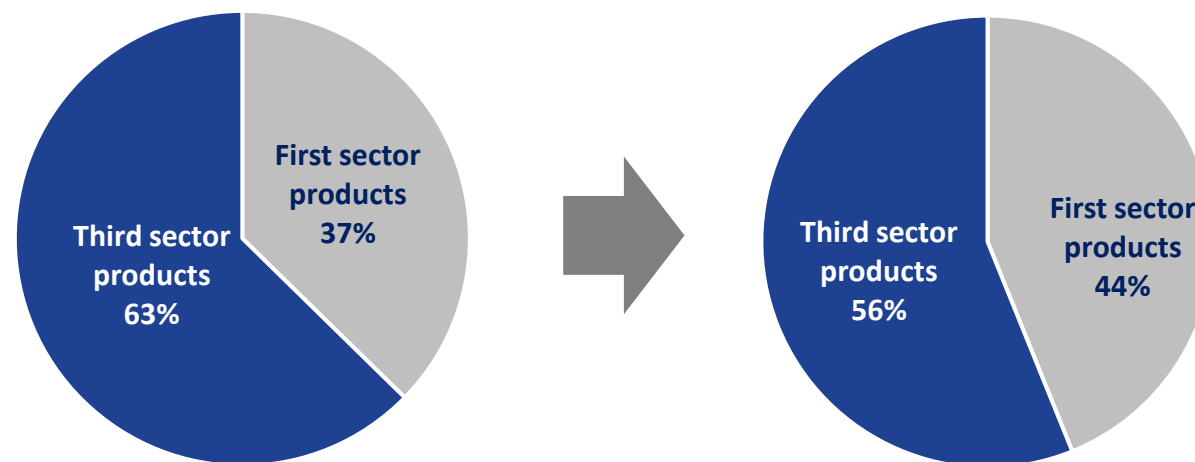 First sector
products
37%
Third sector
products
63%
First sector
products
44%
Third sector
products
56%